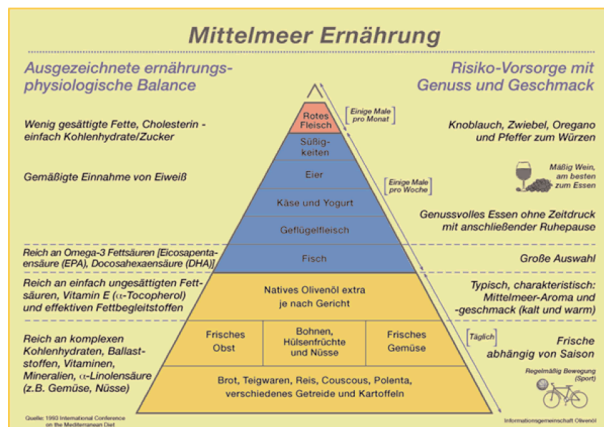 Mittelmeer Ernährung
Ausgezeichnete ernährungs-
physiologische Balance
Risiko-Vorsorge mit
Genuss und Geschmack
Wenig gesättigte Fette, Cholesterin -
einfach Kohlenhydrate/Zucker
Gemäßigte Einnahme von Eiweiß
Reich an Omega-3 Fettsäuren [Eicosapenta-
ensäure (EPA), Docosahexaensäure (DHA)]
Reich an einfach ungesättigten Fett-
säuren, Vitamin E (α-Tocopherol)
und effektiven Fettbegleitstoffen
Reich an komplexen
Kohlenhydraten, Ballast-
stoffen, Vitaminen,
Mineralien, α-Linolensäure
(z.B. Gemüse, Nüsse)
Rotes
Fleisch
Süßig-
keiten
Eier
Käse und Yogurt
Geflügelfleisch
Fisch
Natives Olivenöl extra
je nach Gericht
Frisches
Obst
Bohnen,
Hülsenfrüchte
und Nüsse
Frisches
Gemüse
Brot, Teigwaren, Reis, Couscous, Polenta,
verschiedenes Getreide und Kartoffeln
[Einige Male
pro Monat]
[Einige Male
pro Woche]
[Täglich]
Knoblauch, Zwiebel, Oregano
und Pfeffer zum Würzen
Mäßig Wein,
am besten
zum Essen
Genussvolles Essen ohne Zeitdruck
mit anschließender Ruhepause
Große Auswahl
Typisch, charakteristisch:
Mittelmeer-Aroma und
-geschmack (kalt und warm)
Frische
abhängig von Saison
Regelmäßig Bewegung
(Sport)
Quelle: 1993 International Conference
on the Mediterranean Diet
Informationsgemeinschaft Olivenöl